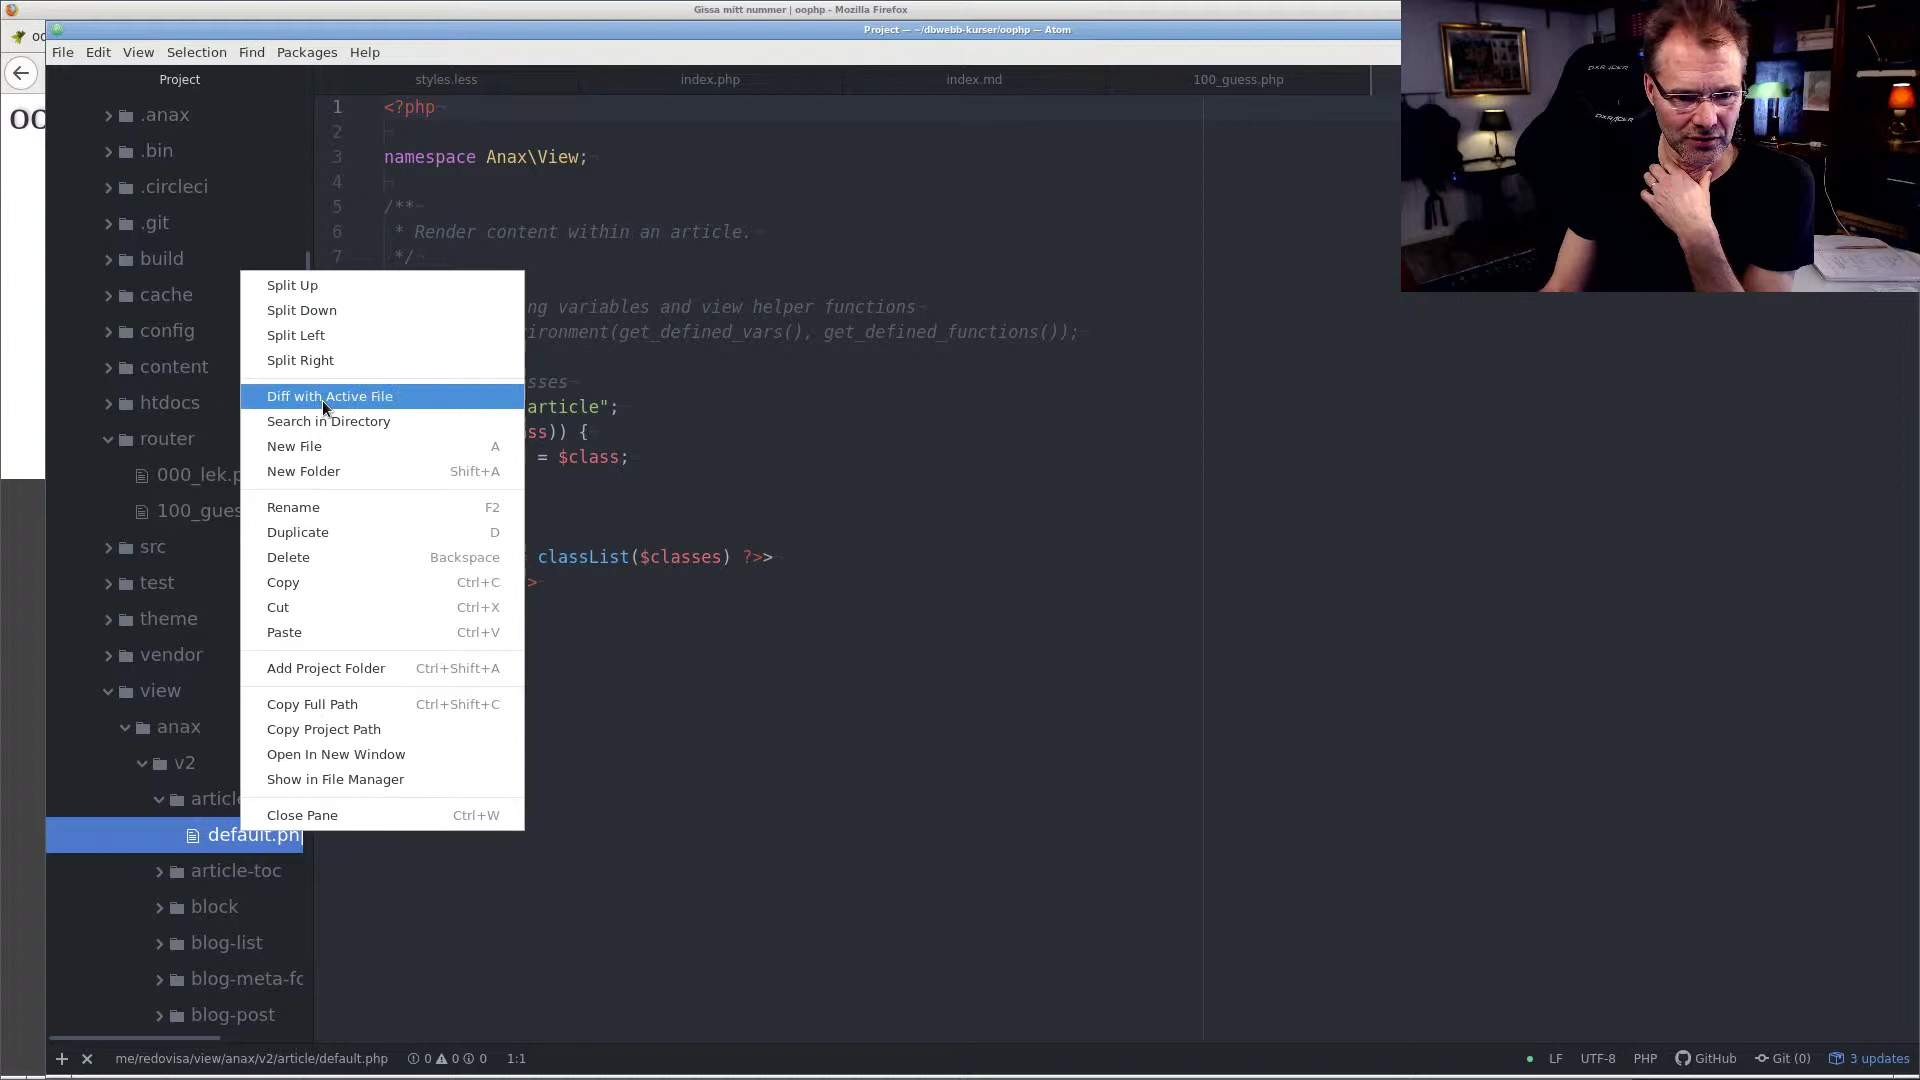 Gissa mitt nummer | oophp - Mozilla Firefox
Project — ~/dbwebb-kurser/oophp — Atom
File Edit View Selection Find Packages Help
Project
styles.less
index.php
index.md
100_guess.php
.anax
.bin
.circleci
.git
build
cache
config
content
htdocs
router
000_lek.p
100_gues
src
test
theme
vendor
view
anax
v2
article
default.ph
article-toc
block
blog-list
blog-meta-fo
blog-post
1 <?php
2
3 namespace Anax\View;
4
5 /**
6 * Render content within an article.
7 */
ng variables and view helper functions
ironment(get_defined_vars(), get_defined_functions());
sses
article";
ss)) {
= $class;
classList($classes) ?>>
>
Split Up
Split Down
Split Left
Split Right
Diff with Active File
Search in Directory
New File A
New Folder Shift+A
Rename F2
Duplicate D
Delete Backspace
Copy Ctrl+C
Cut Ctrl+X
Paste Ctrl+V
Add Project Folder Ctrl+Shift+A
Copy Full Path Ctrl+Shift+C
Copy Project Path
Open In New Window
Show in File Manager
Close Pane Ctrl+W
DXRACER
DXRACER
me/redovisa/view/anax/v2/article/default.php 0 0 0 1:1
LF UTF-8 PHP GitHub Git (0) 3 updates